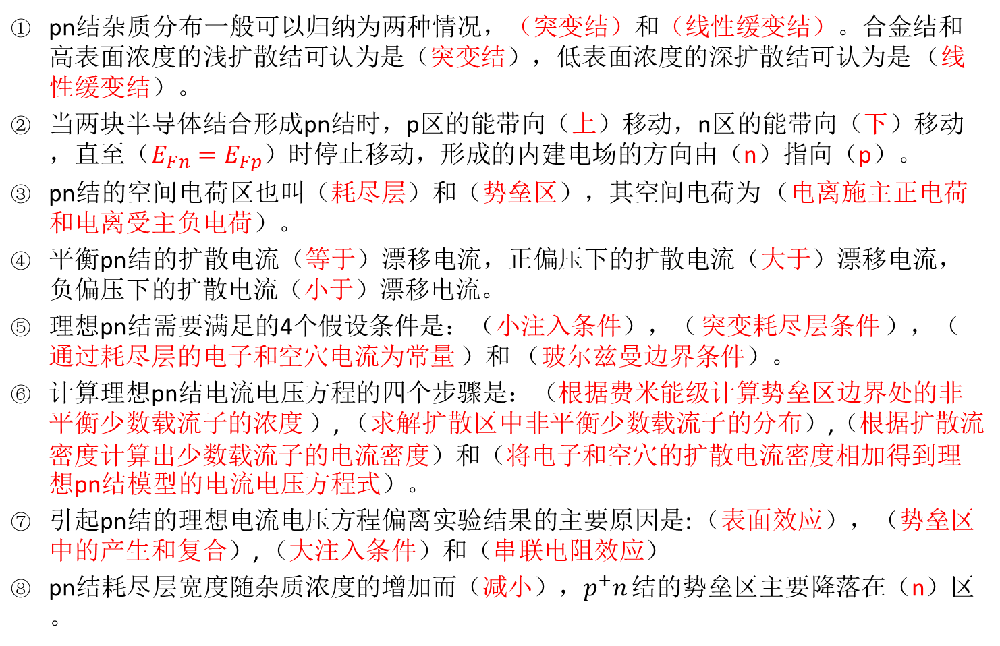 ① pn结杂质分布一般可以归纳为两种情况，（突变结）和（线性缓变结）。合金结和
高表面浓度的浅扩散结可认为是（突变结），低表面浓度的深扩散结可认为是（线
性缓变结）。
② 当两块半导体结合形成pn结时，p区的能带向（上）移动，n区的能带向（下）移动
，直至（E_{Fn} = E_{Fp}）时停止移动，形成的内建电场的方向由（n）指向（p）。
③ pn结的空间电荷区也叫（耗尽层）和（势垒区），其空间电荷为（电离施主正电荷
和电离受主负电荷）。
④ 平衡pn结的扩散电流（等于）漂移电流，正偏压下的扩散电流（大于）漂移电流，
负偏压下的扩散电流（小于）漂移电流。
⑤ 理想pn结需要满足的4个假设条件是：（小注入条件），（ 突变耗尽层条件 ），（
通过耗尽层的电子和空穴电流为常量 ）和 （玻尔兹曼边界条件）。
⑥ 计算理想pn结电流电压方程的四个步骤是：（根据费米能级计算势垒区边界处的非
平衡少数载流子的浓度 ）,（求解扩散区中非平衡少数载流子的分布）,（根据扩散流
密度计算出少数载流子的电流密度）和（将电子和空穴的扩散电流密度相加得到理
想pn结模型的电流电压方程式）。
⑦ 引起pn结的理想电流电压方程偏离实验结果的主要原因是:（表面效应），（势垒区
中的产生和复合）,（大注入条件）和（串联电阻效应）
⑧ pn结耗尽层宽度随杂质浓度的增加而（减小），p⁺n结的势垒区主要降落在（n）区
。